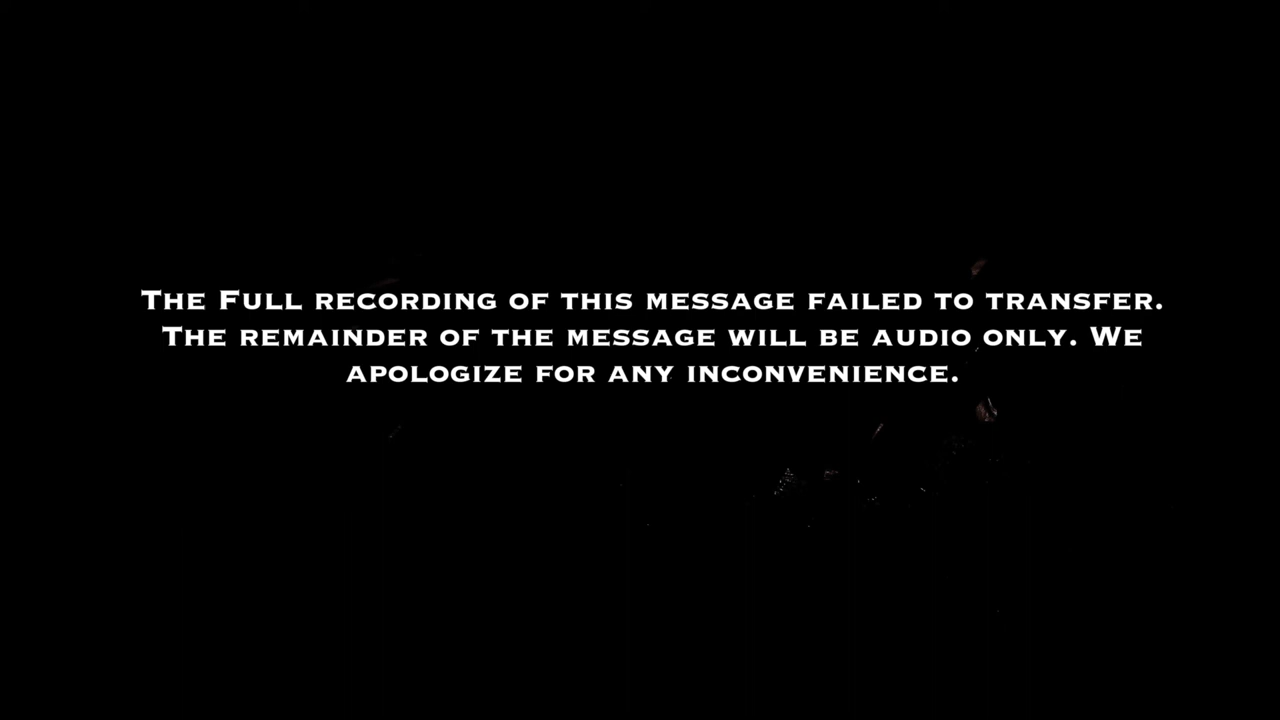 The Full recording of this message failed to transfer.
The remainder of the message will be audio only. We
apologize for any inconvenience.